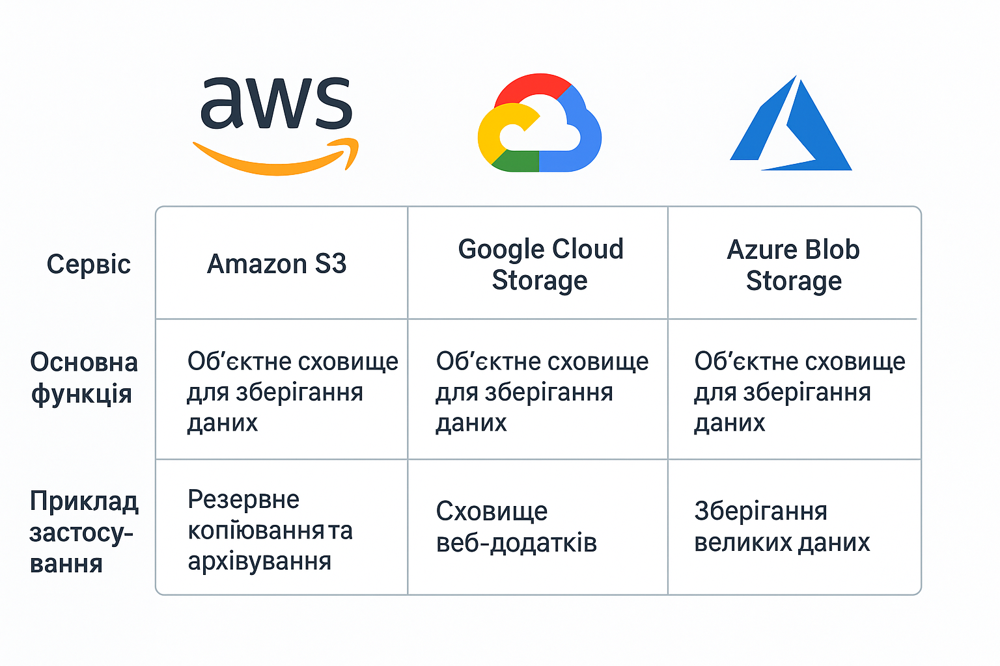 aws
Сервіс
Amazon S3
Google Cloud
Storage
Azure Blob
Storage
Основна
функція
Об’єктне сховище
для зберігання
даних
Об’єктне сховище
для зберігання
даних
Об’єктне сховище
для зберігання
даних
Приклад
застосу-
вання
Резервне
копіювання та
архівування
Сховище
веб-додатків
Зберігання
великих даних